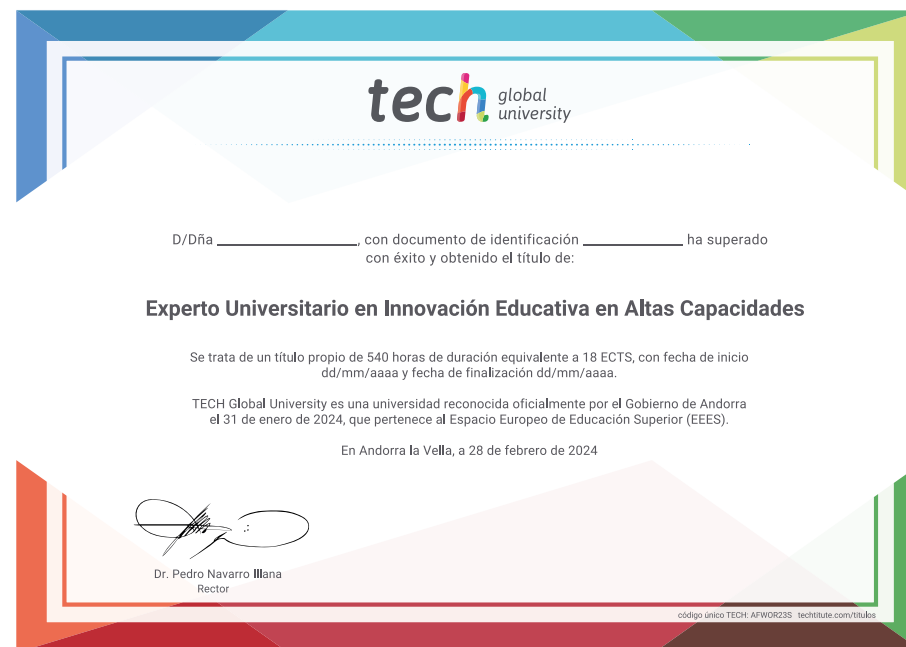 tech global university
D/Dña ____________________, con documento de identificación ______________ ha superado
con éxito y obtenido el título de:
Experto Universitario en Innovación Educativa en Altas Capacidades
Se trata de un título propio de 540 horas de duración equivalente a 18 ECTS, con fecha de inicio
dd/mm/aaaa y fecha de finalización dd/mm/aaaa.
TECH Global University es una universidad reconocida oficialmente por el Gobierno de Andorra
el 31 de enero de 2024, que pertenece al Espacio Europeo de Educación Superior (EEES).
En Andorra la Vella, a 28 de febrero de 2024
Dr. Pedro Navarro Illana
Rector
código único TECH: AFWOR23S techtitute.com/titulos